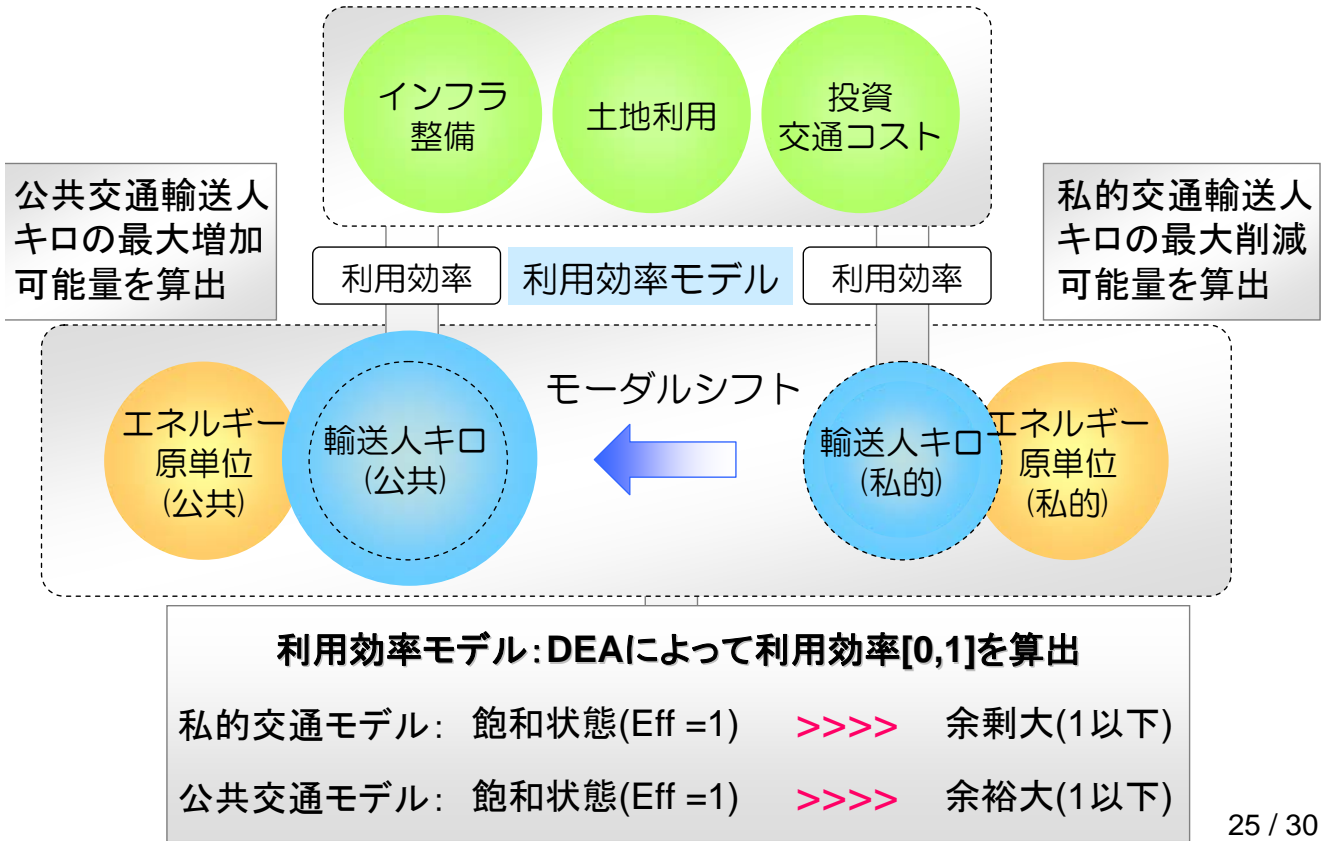 インフラ
整備
土地利用
投資
交通コスト
公共交通輸送人
キロの最大増加
可能量を算出
私的交通輸送人
キロの最大削減
可能量を算出
利用効率
利用効率モデル
利用効率
モーダルシフト
エネルギー
原単位
(公共)
輸送人キロ
(公共)
輸送人キロ
(私的)
エネルギー
原単位
(私的)
利用効率モデル:DEAによって利用効率[0,1]を算出
私的交通モデル: 飽和状態(Eff =1) >>>> 余剰大(1以下)
公共交通モデル: 飽和状態(Eff =1) >>>> 余裕大(1以下)
25 / 30